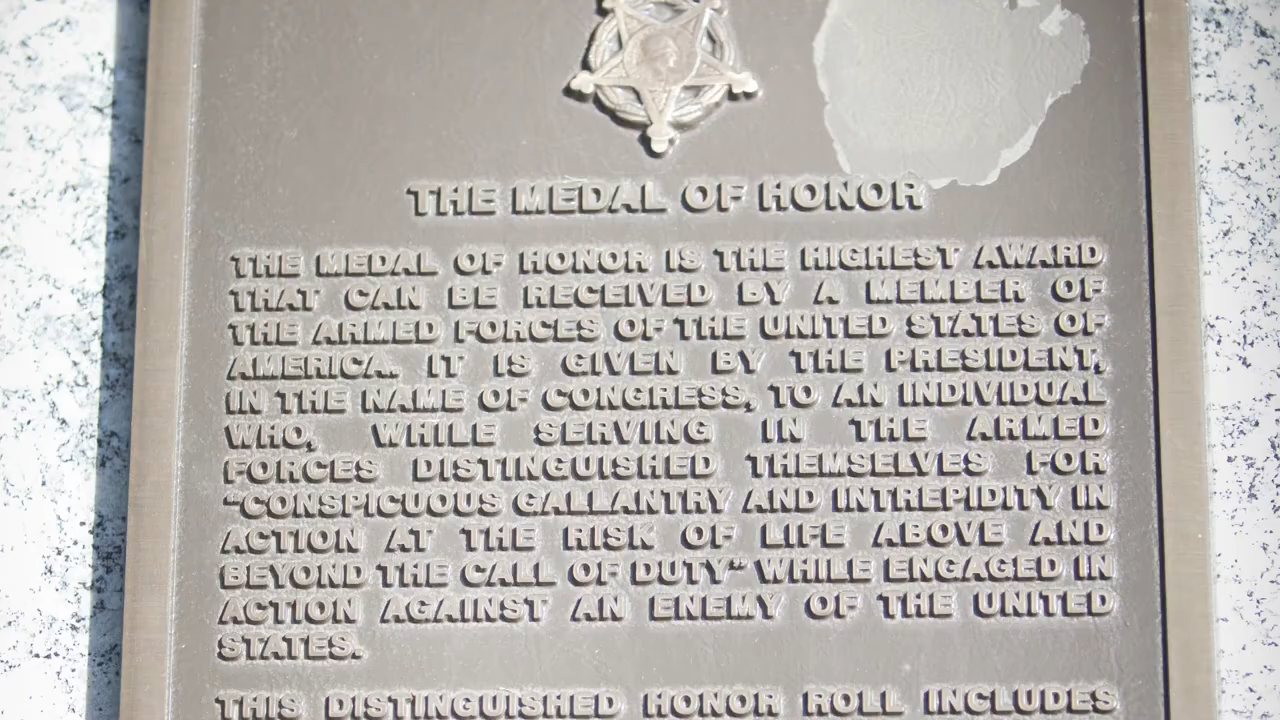 THE MEDAL OF HONOR
THE MEDAL OF HONOR IS THE HIGHEST AWARD
THAT CAN BE RECEIVED BY A MEMBER OF
THE ARMED FORCES OF THE UNITED STATES OF
AMERICA. IT IS GIVEN BY THE PRESIDENT,
IN THE NAME OF CONGRESS, TO AN INDIVIDUAL
WHO, WHILE SERVING IN THE ARMED
FORCES DISTINGUISHED THEMSELVES FOR
"CONSPICUOUS GALLANTRY AND INTREPIDITY IN
ACTION AT THE RISK OF LIFE ABOVE AND
BEYOND THE CALL OF DUTY" WHILE ENGAGED IN
ACTION AGAINST AN ENEMY OF THE UNITED
STATES.
THIS DISTINGUISHED HONOR ROLL INCLUDES